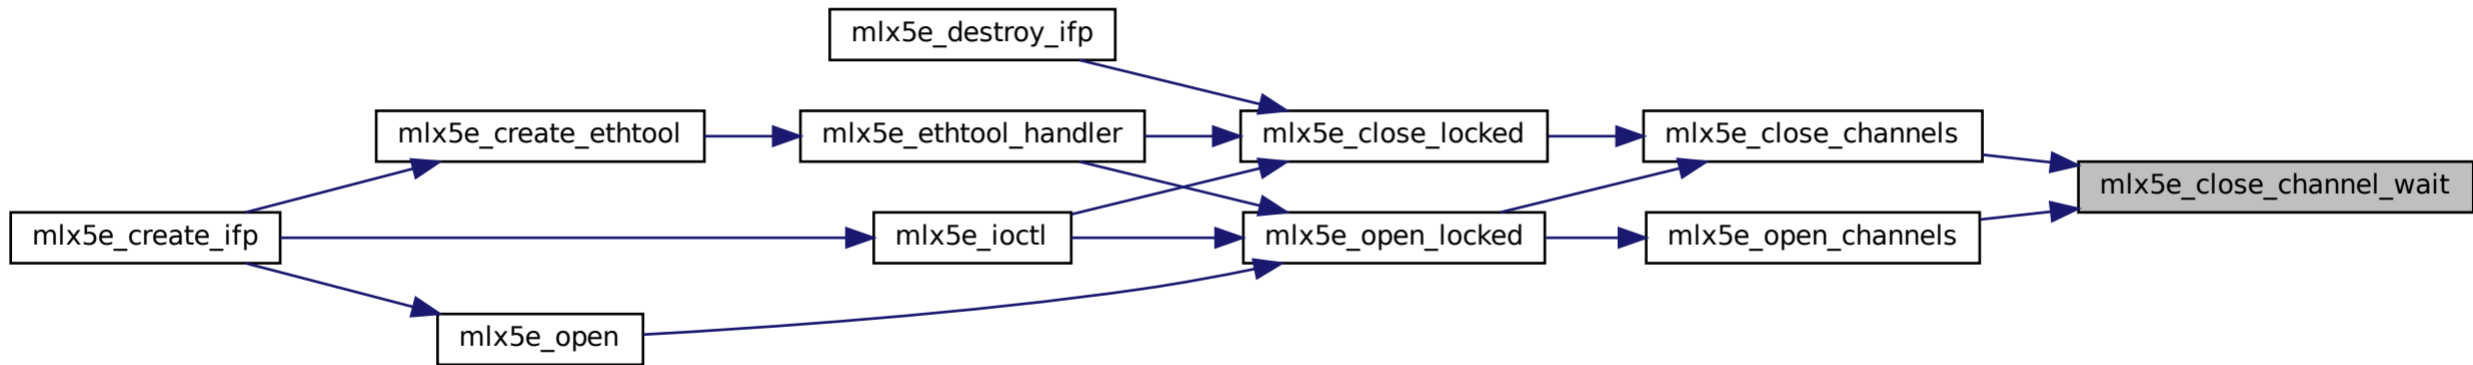 mlx5e_destroy_ifp
mlx5e_create_ethtool
mlx5e_ethtool_handler
mlx5e_close_locked
mlx5e_close_channels
mlx5e_close_channel_wait
mlx5e_create_ifp
mlx5e_ioctl
mlx5e_open_locked
mlx5e_open_channels
mlx5e_open